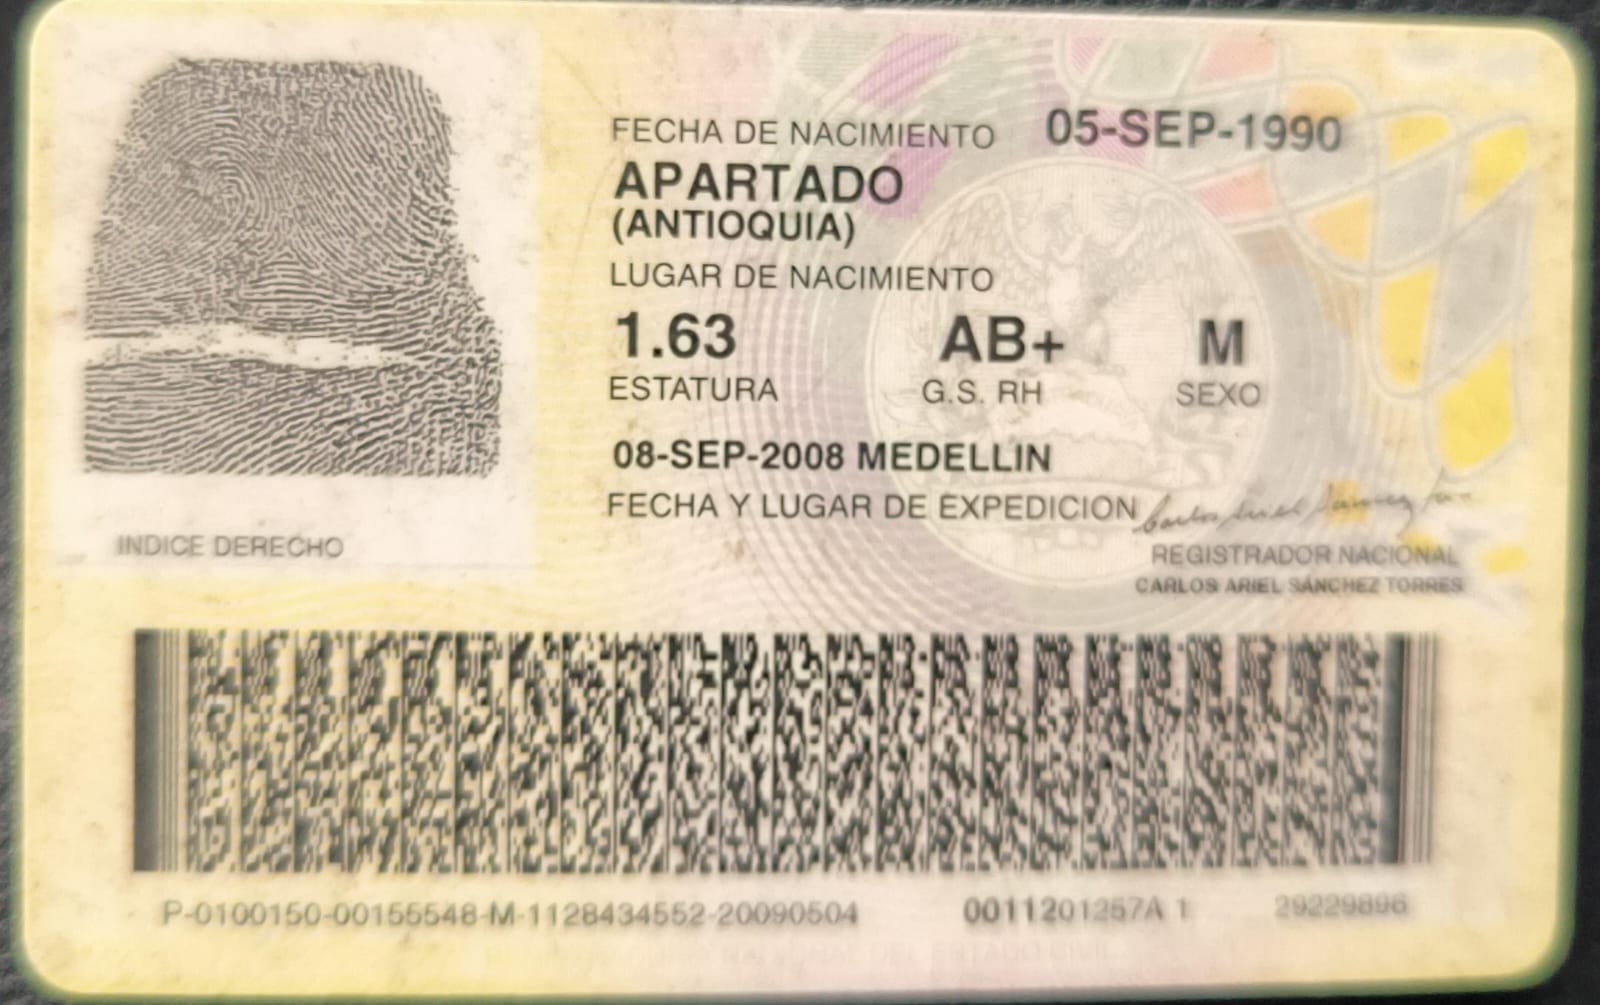 FECHA DE NACIMIENTO 05-SEP-1990
APARTADO
(ANTIOQUIA)
LUGAR DE NACIMIENTO
1.63 AB+ M
ESTATURA G.S. RH SEXO
08-SEP-2008 MEDELLIN
FECHA Y LUGAR DE EXPEDICION
INDICE DERECHO
REGISTRADOR NACIONAL
CARLOS ARIEL SÁNCHEZ TORRES
P-0100150-00155548-M-1128434552-20090504 0011201257A 1 29229896